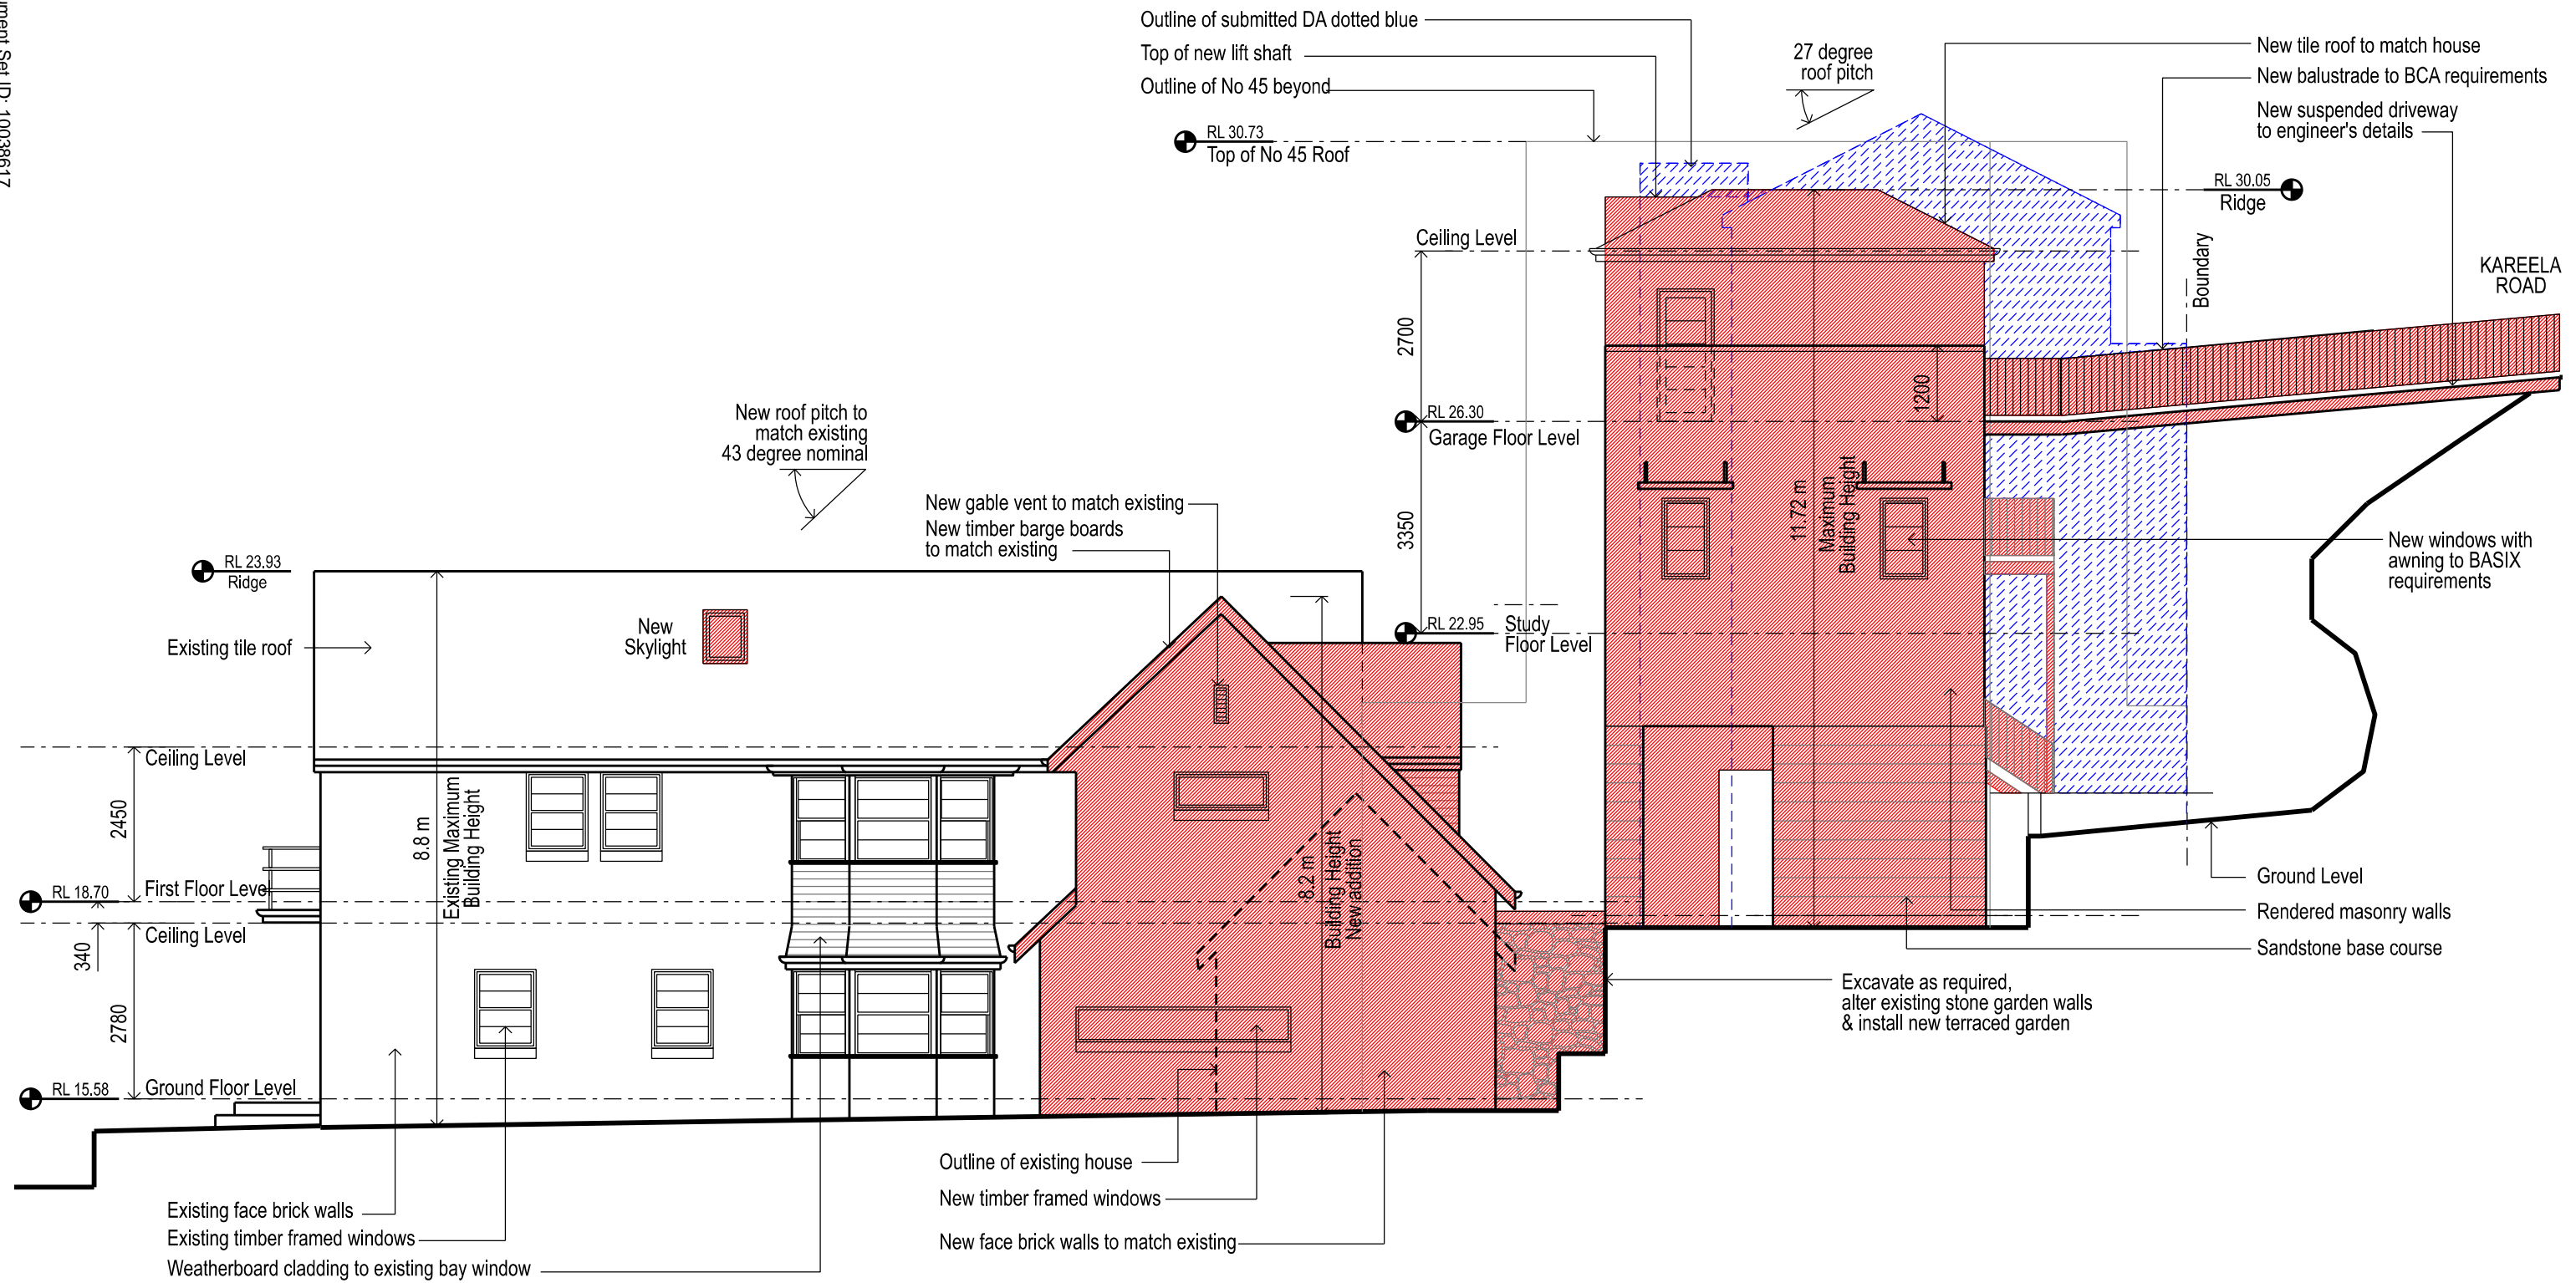 ument Set ID: 10038617
Outline of submitted DA dotted blue
Top of new lift shaft
Outline of No 45 beyond
RL 30.73
Top of No 45 Roof
27 degree
roof pitch
New tile roof to match house
New balustrade to BCA requirements
New suspended driveway
to engineer's details
RL 30.05
Ridge
Ceiling Level
Boundary
KAREELA
ROAD
2700
1200
RL 26.30
Garage Floor Level
New roof pitch to
match existing
43 degree nominal
New gable vent to match existing
New timber barge boards
to match existing
3350
11.72 m
Maximum
Building Height
New windows with
awning to BASIX
requirements
RL 23.93
Ridge
New
Skylight
Existing tile roof
RL 22.95
Study
Floor Level
Ceiling Level
2450
8.8 m
Existing Maximum
Building Height
8.2 m
Building Height
New addition
RL 18.70
First Floor Level
Ceiling Level
340
2780
RL 15.58
Ground Floor Level
Ground Level
Rendered masonry walls
Sandstone base course
Excavate as required,
alter existing stone garden walls
& install new terraced garden
Outline of existing house
New timber framed windows
New face brick walls to match existing
Existing face brick walls
Existing timber framed windows
Weatherboard cladding to existing bay window